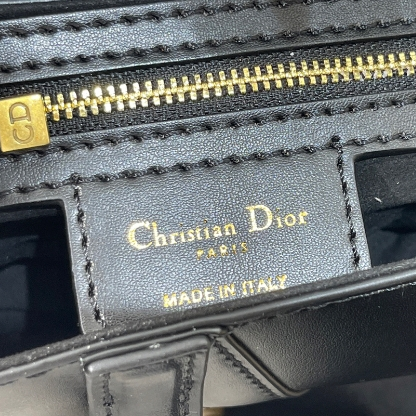 CD
Christian Dior
PARIS
MADE IN ITALY